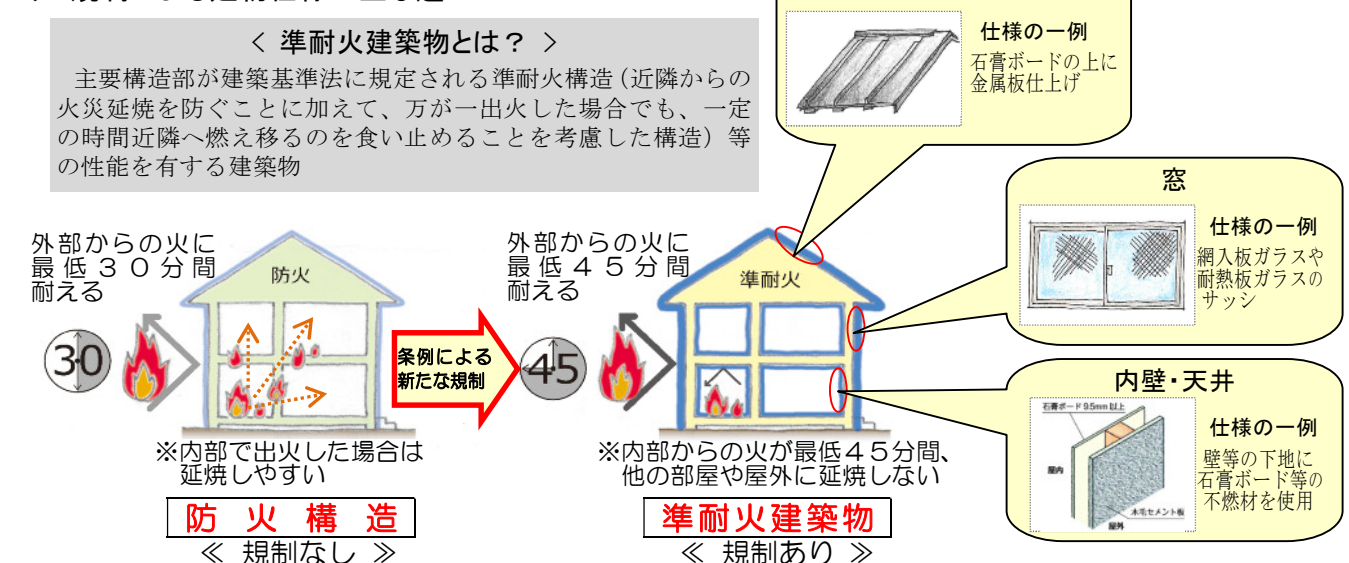 < 準耐火建築物とは？ >
主要構造部が建築基準法に規定される準耐火構造（近隣からの
火災延焼を防ぐことに加えて、万が一出火した場合でも、一定
の時間近隣へ燃え移るのを食い止めることを考慮した構造）等
の性能を有する建築物
仕様の一例
石膏ボードの上に
金属板仕上げ
窓
仕様の一例
網入板ガラスや
耐熱板ガラスの
サッシ
外部からの火に
最低３０分間
耐える
30
防火
条例による
新たな規制
外部からの火に
最低４５分間
耐える
45
準耐火
内壁・天井
石膏ボード9.5mm以上
屋内
木毛セメント板
屋外
仕様の一例
壁等の下地に
石膏ボード等の
不燃材を使用
※内部で出火した場合は
延焼しやすい
防火構造
≪ 規制なし ≫
※内部からの火が最低４５分間、
他の部屋や屋外に延焼しない
準耐火建築物
≪ 規制あり ≫